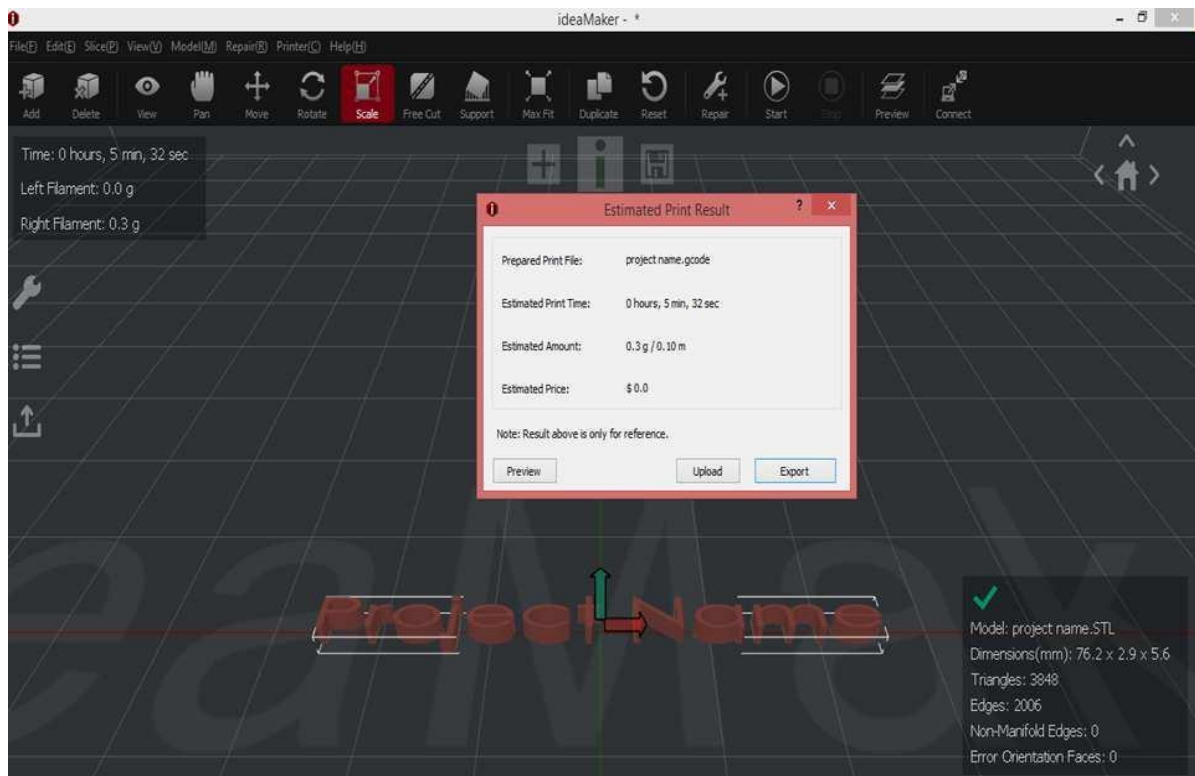 ideaMaker - *
File(F) Edit(E) Slice(P) View(V) Model(M) Repair(R) Printer(C) Help(H)
Add Delete View Pan Move Rotate Scale Free Cut Support Max Fit Duplicate Reset Repair Start Stop Preview Connect
Time: 0 hours, 5 min, 32 sec
Left Filament: 0.0 g
Right Filament: 0.3 g
Estimated Print Result ? x
Prepared Print File: project name.gcode
Estimated Print Time: 0 hours, 5 min, 32 sec
Estimated Amount: 0.3 g / 0.10 m
Estimated Price: $ 0.0
Note: Result above is only for reference.
Preview Upload Export
Project Name
Model: project name.STL
Dimensions(mm): 76.2 x 2.9 x 5.6
Triangles: 3848
Edges: 2006
Non-Manifold Edges: 0
Error Orientation Faces: 0